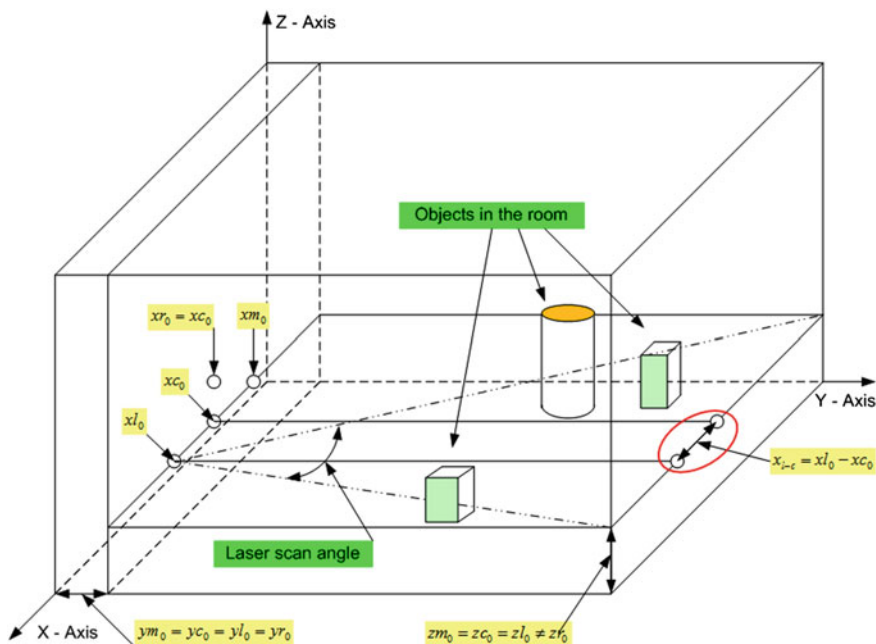 Z - Axis
Objects in the room
xr₀ = xc₀
xm₀
xc₀
Y - Axis
xl₀
x_{l-c} = xl₀ - xc₀
Laser scan angle
X - Axis
ym₀ = yc₀ = yl₀ = yr₀
zm₀ = zc₀ = zl₀ ≠ zr₀